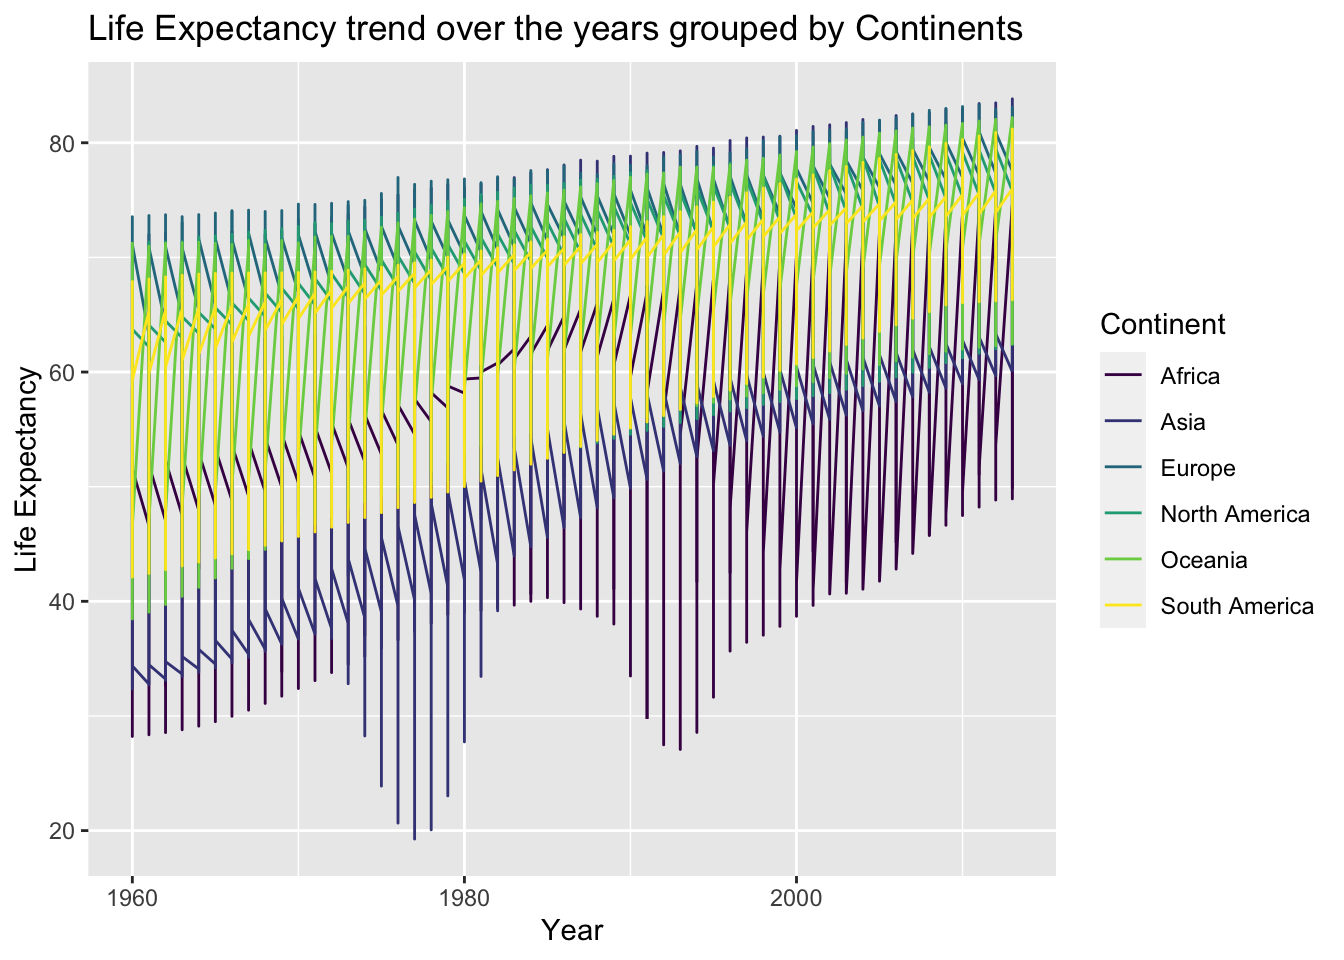 Life Expectancy trend over the years grouped by Continents
Life Expectancy
80
60
40
20
1960
1980
2000
Year
Continent
Africa
Asia
Europe
North America
Oceania
South America